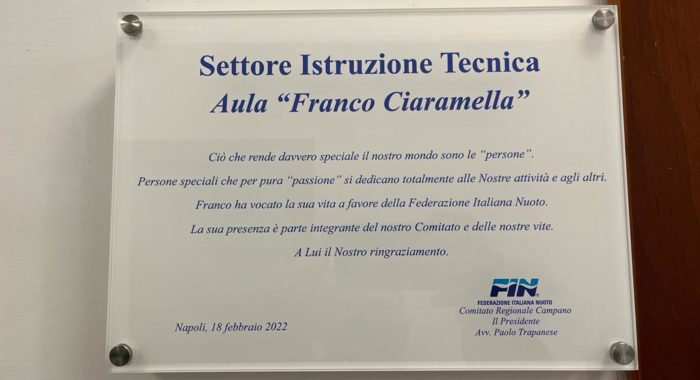 Settore Istruzione Tecnica
Aula “Franco Ciaramella”
Ciò che rende davvero speciale il nostro mondo sono le “persone”.
Persone speciali che per pura “passione” si dedicano totalmente alle Nostre attività e agli altri.
Franco ha vocato la sua vita a favore della Federazione Italiana Nuoto.
La sua presenza è parte integrante del nostro Comitato e delle nostre vite.
A Lui il Nostro ringraziamento.
FIN
FEDERAZIONE ITALIANA NUOTO
Comitato Regionale Campano
Il Presidente
Avv. Paolo Trapanese
Napoli, 18 febbraio 2022